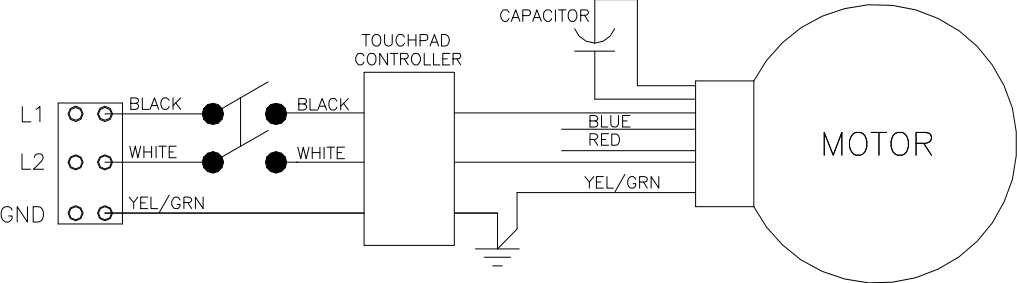 CAPACITOR
TOUCHPAD
CONTROLLER
L1
BLACK
BLACK
BLUE
RED
MOTOR
L2
WHITE
WHITE
YEL/GRN
GND
YEL/GRN